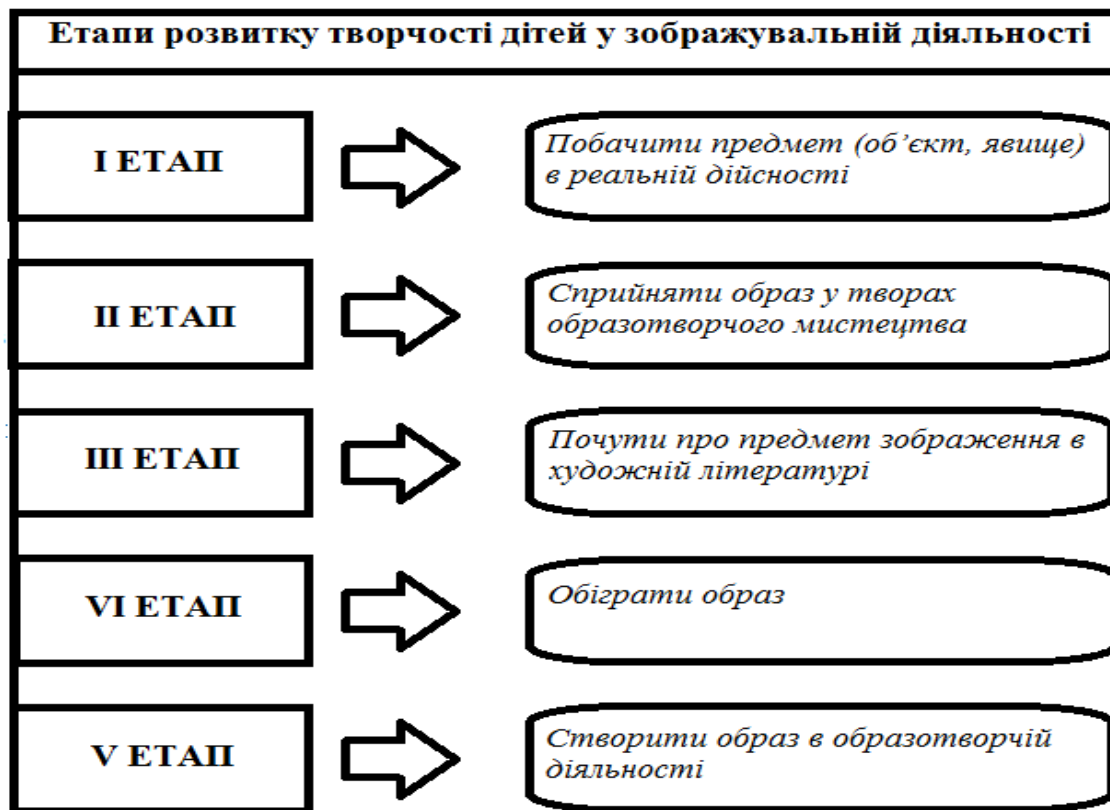 Етапи розвитку творчості дітей у зображувальній діяльності
І ЕТАП
Побачити предмет (об’єкт, явище)
в реальній дійсності
ІІ ЕТАП
Сприйняти образ у творах
образотворчого мистецтва
ІІІ ЕТАП
Почути про предмет зображення в
художній літературі
VІ ЕТАП
Обіграти образ
V ЕТАП
Створити образ в образотворчій
діяльності